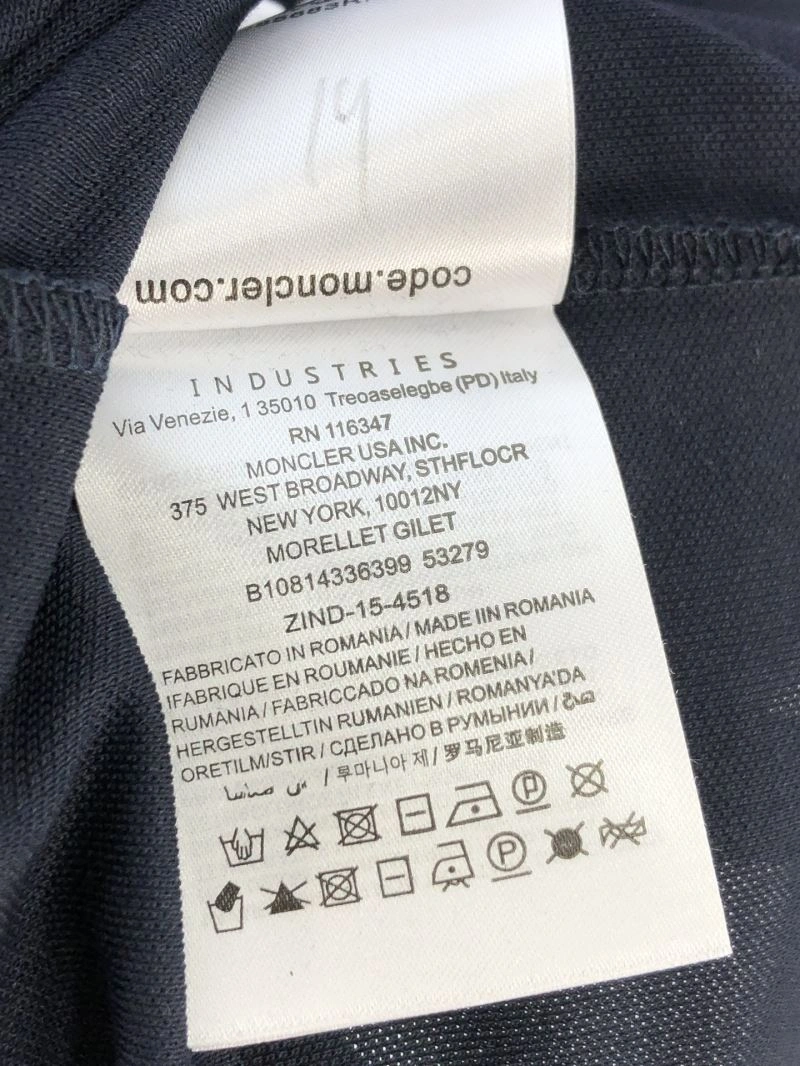 19
code.moncler.com
INDUSTRIES
Via Venezie, 1 35010 Treoaselegbe (PD) Italy
RN 116347
MONCLER USA INC.
375 WEST BROADWAY, STHFLOCR
NEW YORK, 10012NY
MORELLET GILET
B10814336399 53279
ZIND-15-4518
FABBRICATO IN ROMANIA / MADE IIN ROMANIA
IFABRIQUE EN ROUMANIE / HECHO EN
RUMANIA / FABRICCADO NA ROMENIA /
HERGESTELLTIN RUMANIEN / ROMANYA'DA
ORETILM/STIR / СДЕЛАНО В РУМЫНИИ /
/ 루마니아 제 / 罗马尼亚制造
P
P